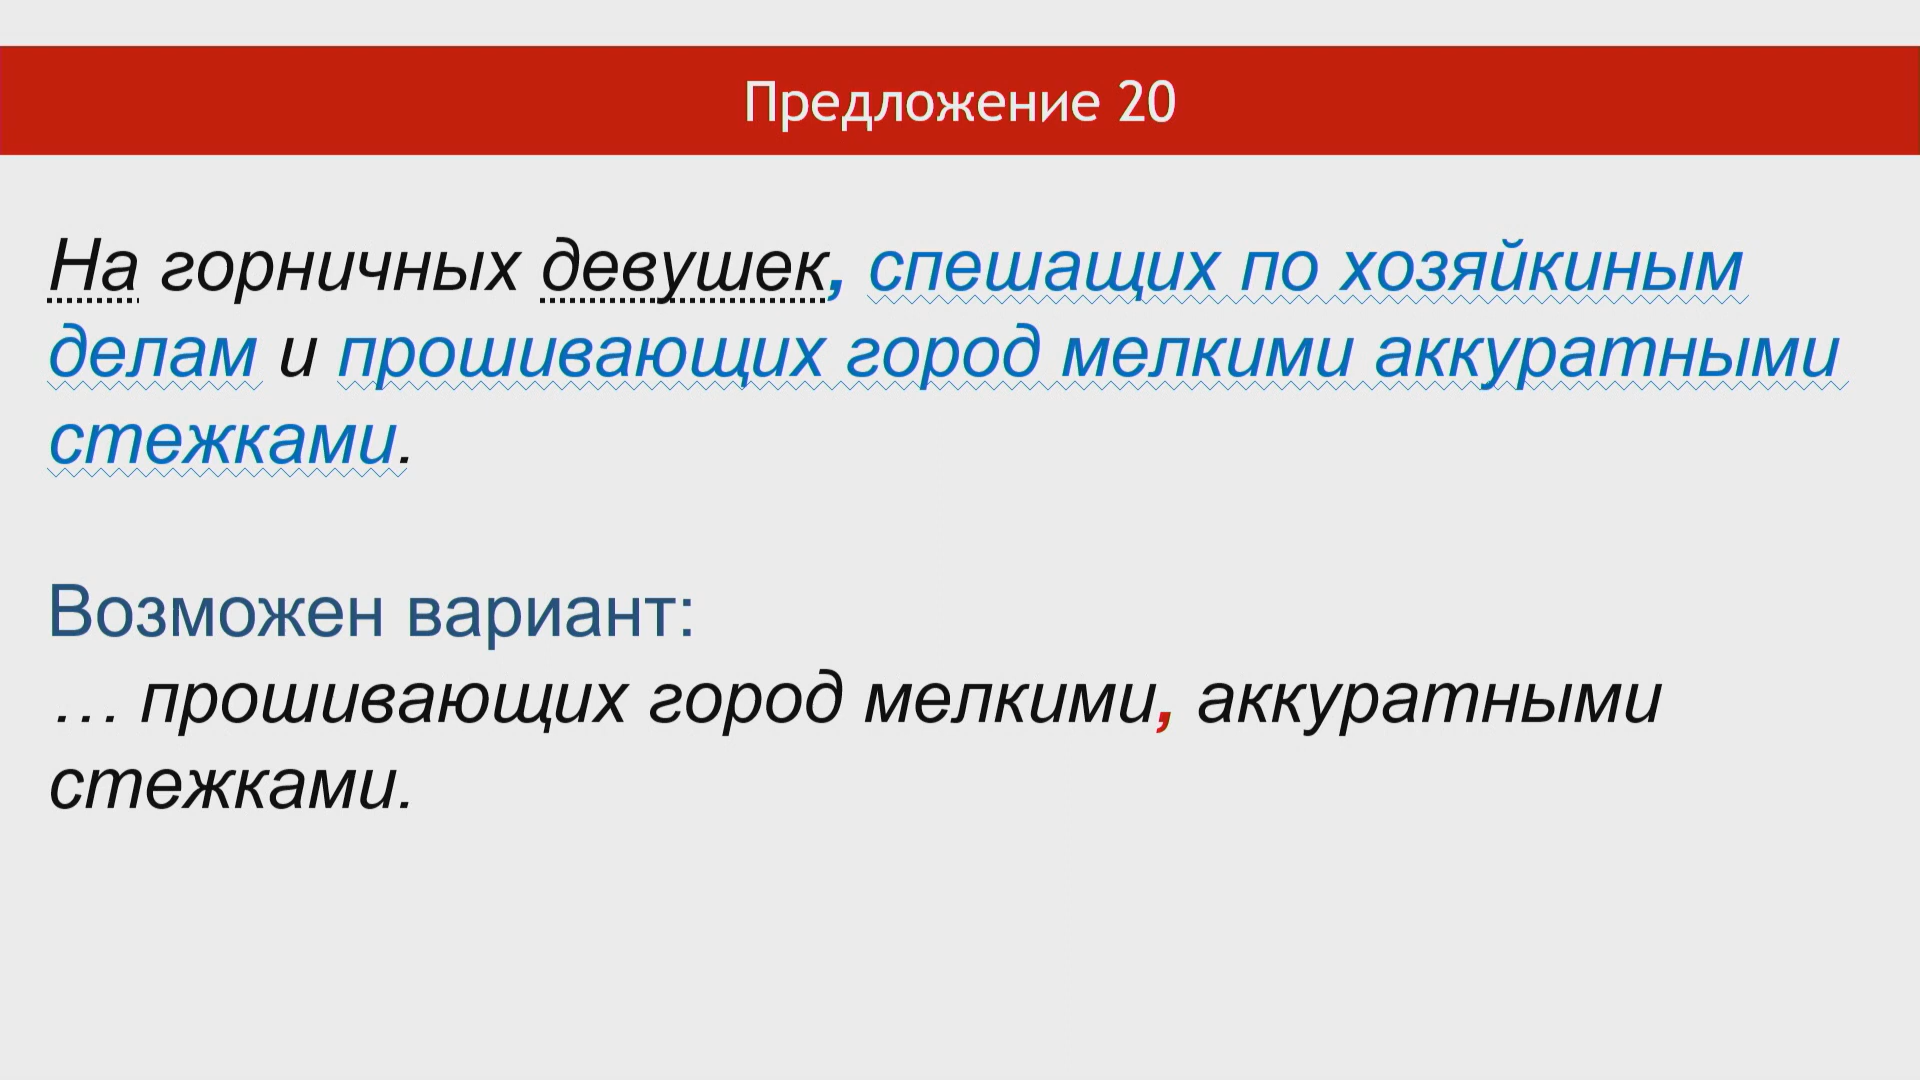 Предложение 20
На горничных девушек, спешащих по хозяйкиным
делам и прошивающих город мелкими аккуратными
стежками.
Возможен вариант:
… прошивающих город мелкими, аккуратными
стежками.